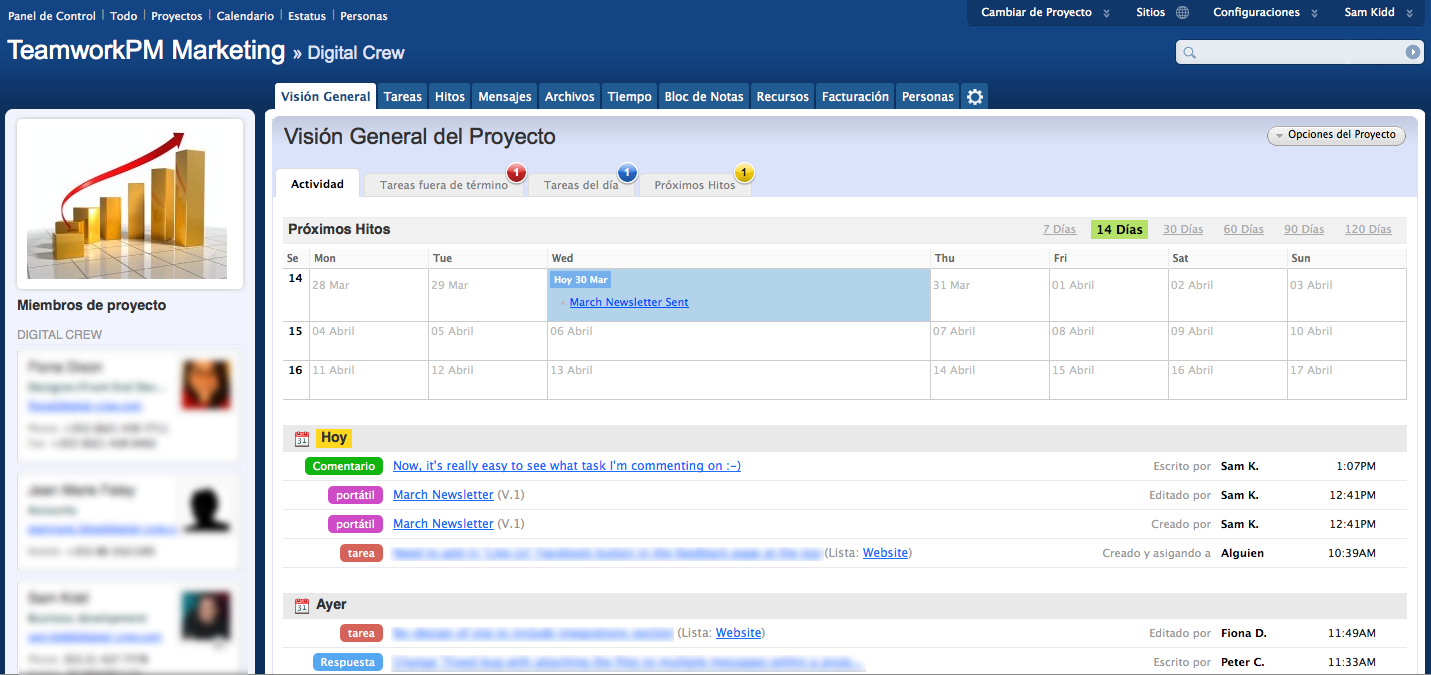 Panel de Control | Todo | Proyectos | Calendario | Estatus | Personas
Cambiar de Proyecto Sitios Configuraciones Sam Kidd
TeamworkPM Marketing » Digital Crew
Visión General Tareas Hitos Mensajes Archivos Tiempo Bloc de Notas Recursos Facturación Personas
Visión General del Proyecto
Opciones del Proyecto
Actividad Tareas fuera de término 1 Tareas del día 1 Próximos Hitos 1
Próximos Hitos 7 Días 14 Días 30 Días 60 Días 90 Días 120 Días
Se Mon Tue Wed Thu Fri Sat Sun
14 28 Mar 29 Mar Hoy 30 Mar 31 Mar 01 Abril 02 Abril 03 Abril
March Newsletter Sent
15 04 Abril 05 Abril 06 Abril 07 Abril 08 Abril 09 Abril 10 Abril
16 11 Abril 12 Abril 13 Abril 14 Abril 15 Abril 16 Abril 17 Abril
Miembros de proyecto
DIGITAL CREW
31 Hoy
Comentario Now, it's really easy to see what task I'm commenting on :-) Escrito por Sam K. 1:07PM
portátil March Newsletter (V.1) Editado por Sam K. 12:41PM
portátil March Newsletter (V.1) Creado por Sam K. 12:41PM
tarea (Lista: Website) Creado y asigando a Alguien 10:39AM
31 Ayer
tarea (Lista: Website) Editado por Fiona D. 11:49AM
Respuesta Escrito por Peter C. 11:33AM